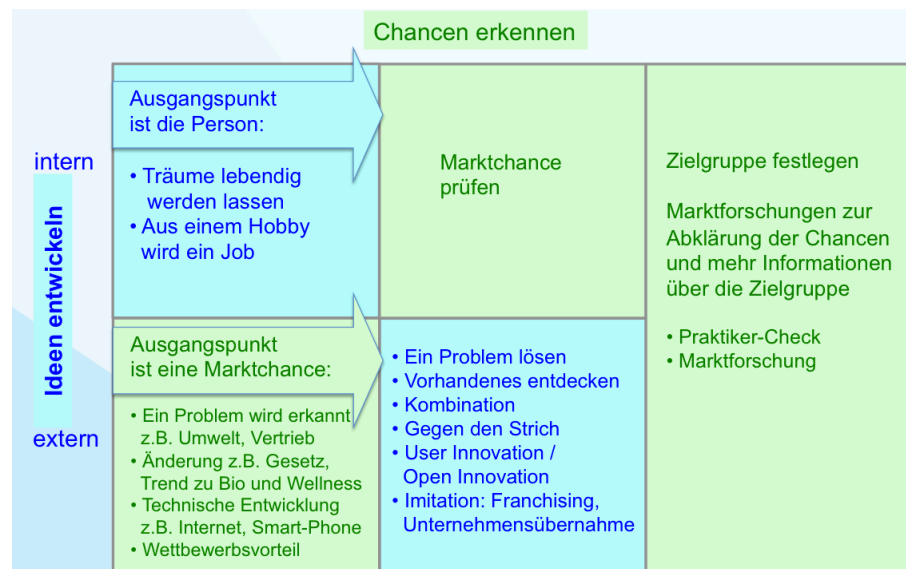 Chancen erkennen
Ausgangspunkt
ist die Person:
intern
• Träume lebendig
werden lassen
• Aus einem Hobby
wird ein Job
Marktchance
prüfen
Zielgruppe festlegen
Marktforschungen zur
Abklärung der Chancen
und mehr Informationen
über die Zielgruppe
• Praktiker-Check
• Marktforschung
Ideen entwickeln
Ausgangspunkt
ist eine Marktchance:
extern
• Ein Problem wird erkannt
z.B. Umwelt, Vertrieb
• Änderung z.B. Gesetz,
Trend zu Bio und Wellness
• Technische Entwicklung
z.B. Internet, Smart-Phone
• Wettbewerbsvorteil
• Ein Problem lösen
• Vorhandenes entdecken
• Kombination
• Gegen den Strich
• User Innovation /
Open Innovation
• Imitation: Franchising,
Unternehmensübernahme